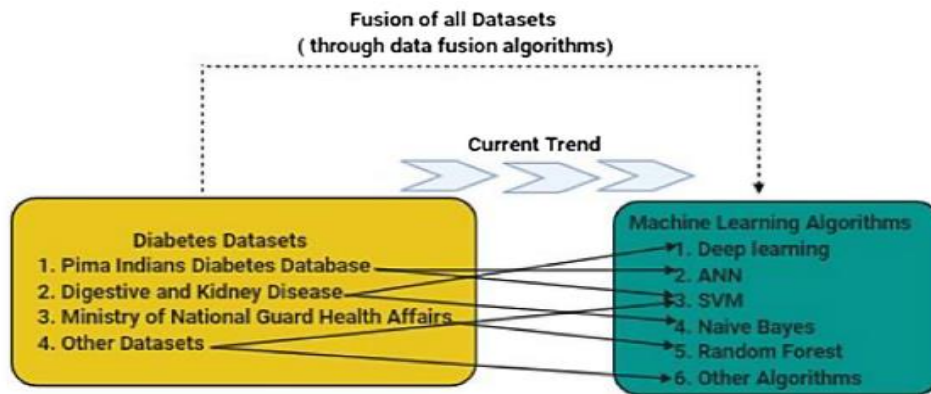 Fusion of all Datasets
( through data fusion algorithms)
Current Trend
Diabetes Datasets
1. Pima Indians Diabetes Database
2. Digestive and Kidney Disease
3. Ministry of National Guard Health Affairs
4. Other Datasets
Machine Learning Algorithms
1. Deep learning
2. ANN
3. SVM
4. Naive Bayes
5. Random Forest
6. Other Algorithms